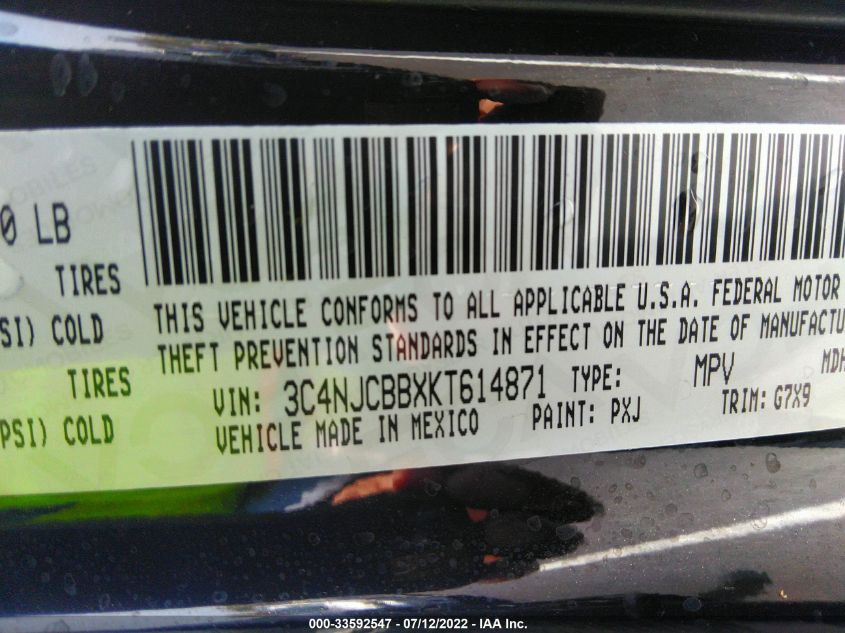 0 LB
TIRES
SI) COLD
TIRES
PSI) COLD
THIS VEHICLE CONFORMS TO ALL APPLICABLE U.S.A. FEDERAL MOTOR
THEFT PREVENTION STANDARDS IN EFFECT ON THE DATE OF MANUFACTU
VIN: 3C4NJCBBXKT614871 TYPE: MPV MDH
VEHICLE MADE IN MEXICO PAINT: PXJ TRIM: G7X9
000-33592547 - 07/12/2022 - IAA Inc.